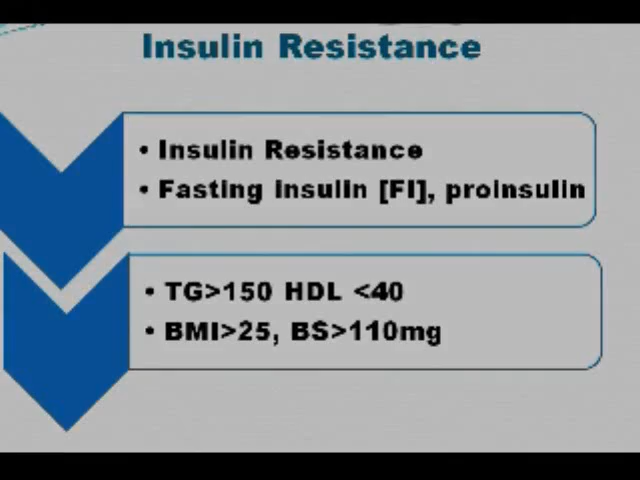 Insulin Resistance
• Insulin Resistance
• Fasting insulin [FI], proinsulin
• TG>150 HDL <40
• BMI>25, BS>110mg